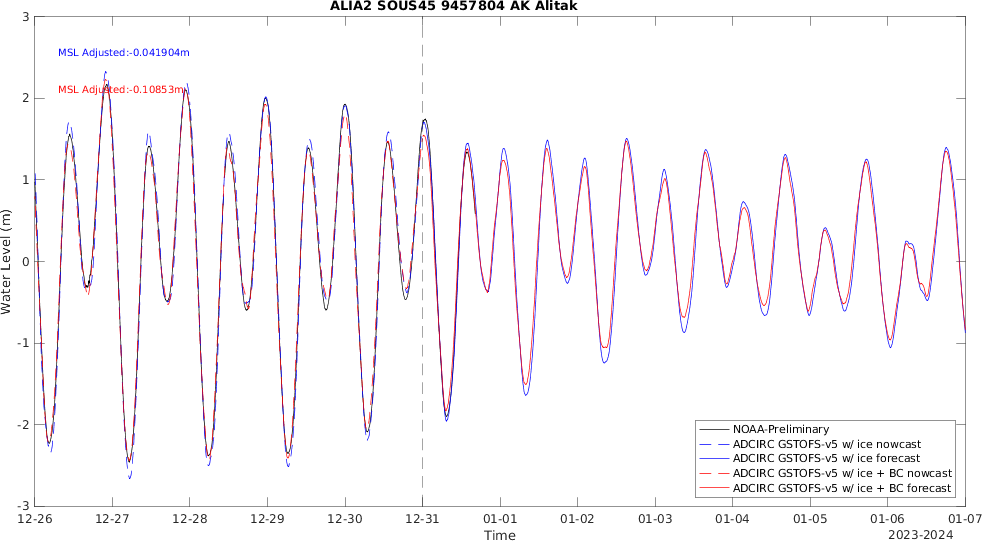 ALIA2 SOUS45 9457804 AK Alitak
MSL Adjusted:-0.041904m
MSL Adjusted:-0.10853m
Water Level (m)
3
2
1
0
-1
-2
-3
NOAA-Preliminary
ADCIRC GSTOFS-v5 w/ ice nowcast
ADCIRC GSTOFS-v5 w/ ice forecast
ADCIRC GSTOFS-v5 w/ ice + BC nowcast
ADCIRC GSTOFS-v5 w/ ice + BC forecast
12-26 12-27 12-28 12-29 12-30 12-31 01-01 01-02 01-03 01-04 01-05 01-06 01-07
Time
2023-2024